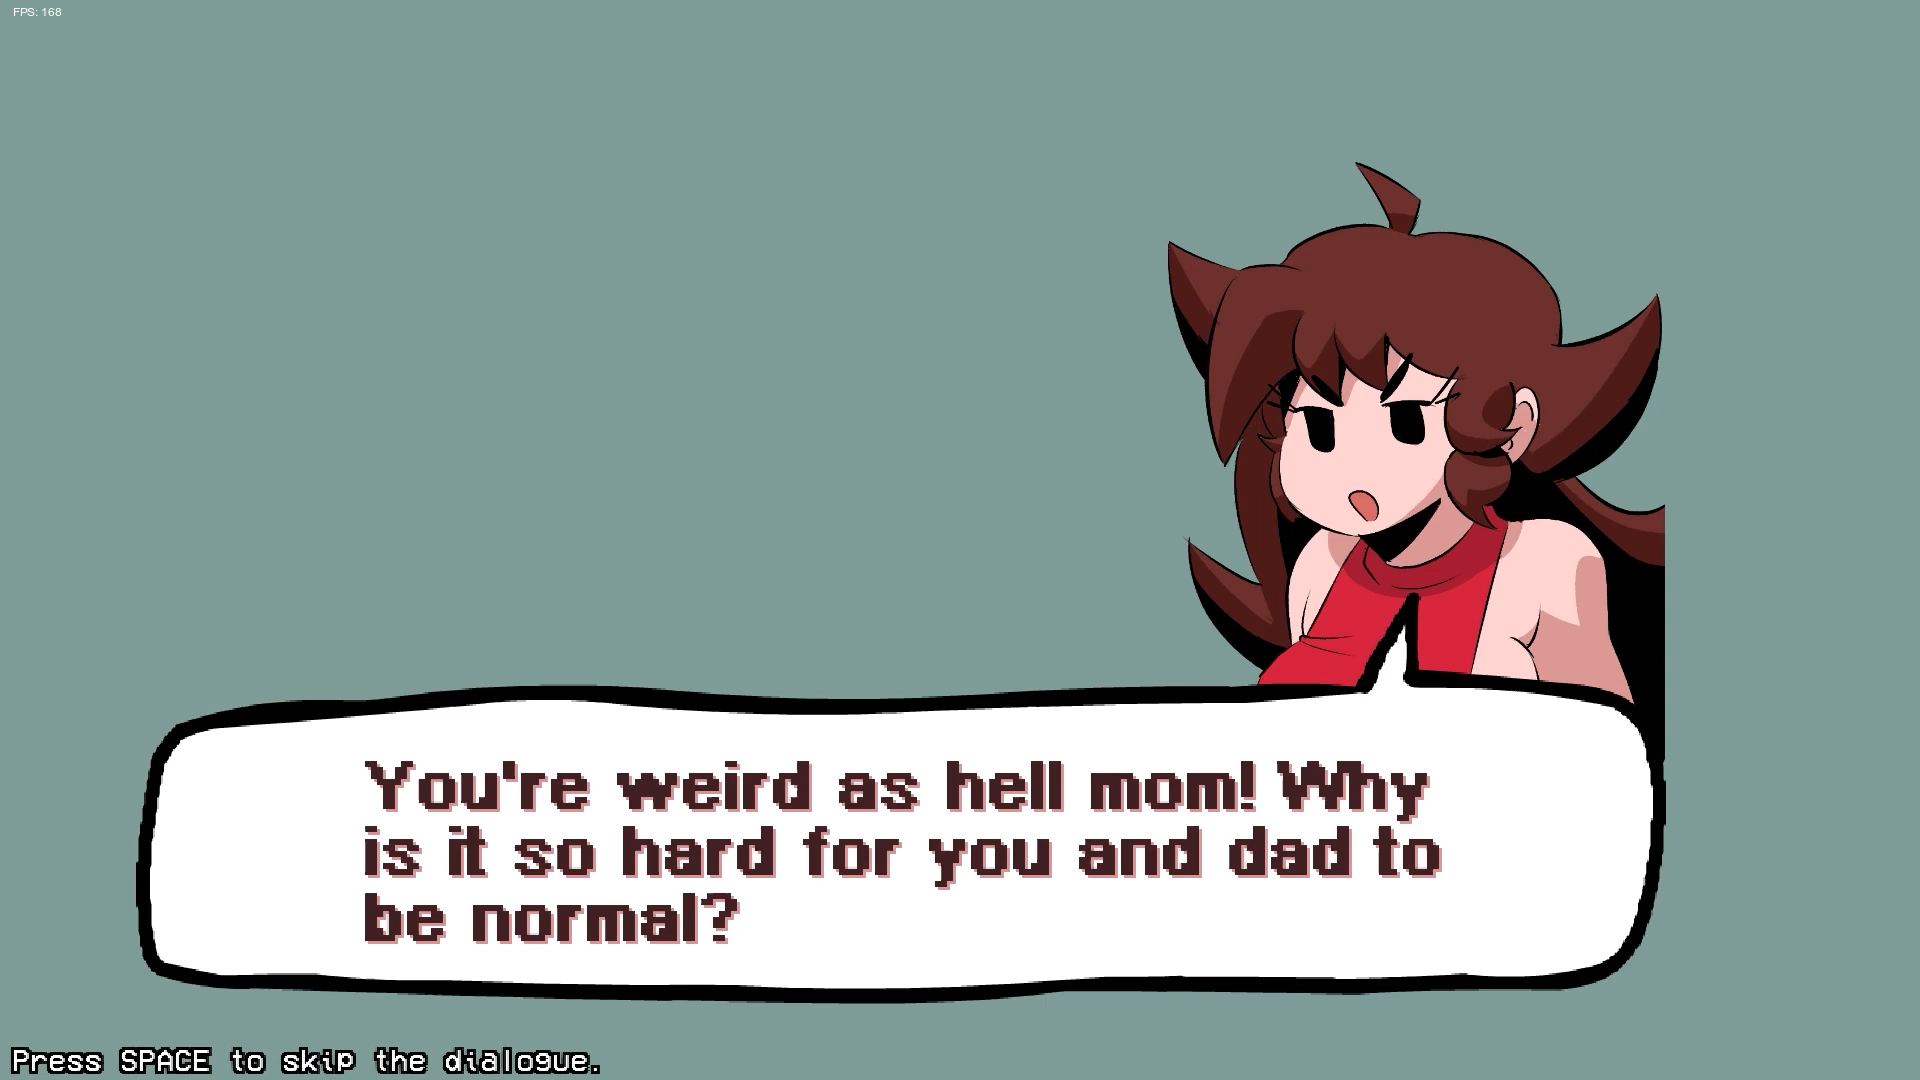 FPS: 168
You're weird as hell mom! Why
is it so hard for you and dad to
be normal?
Press SPACE to skip the dialogue.